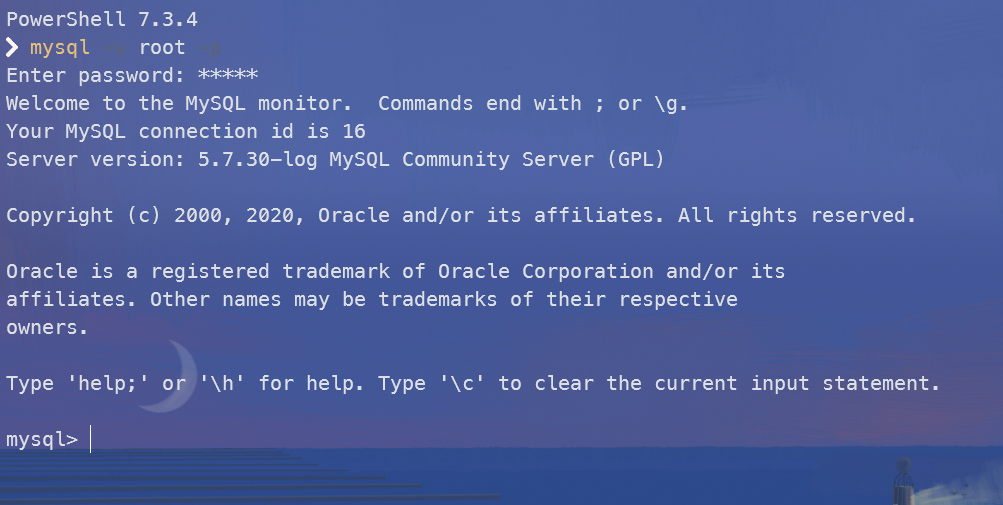 PowerShell 7.3.4
❯ mysql -u root -p
Enter password: *****
Welcome to the MySQL monitor.  Commands end with ; or \g.
Your MySQL connection id is 16
Server version: 5.7.30-log MySQL Community Server (GPL)
Copyright (c) 2000, 2020, Oracle and/or its affiliates. All rights reserved.
Oracle is a registered trademark of Oracle Corporation and/or its
affiliates. Other names may be trademarks of their respective
owners.
Type 'help;' or '\h' for help. Type '\c' to clear the current input statement.
mysql>